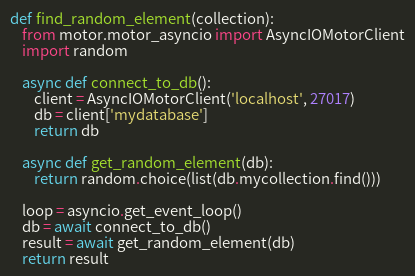 def find_random_element(collection):
from motor.motor_asyncio import AsyncIOMotorClient
import random
async def connect_to_db():
client = AsyncIOMotorClient('localhost', 27017)
db = client['mydatabase']
return db
async def get_random_element(db):
return random.choice(list(db.mycollection.find()))
loop = asyncio.get_event_loop()
db = await connect_to_db()
result = await get_random_element(db)
return result